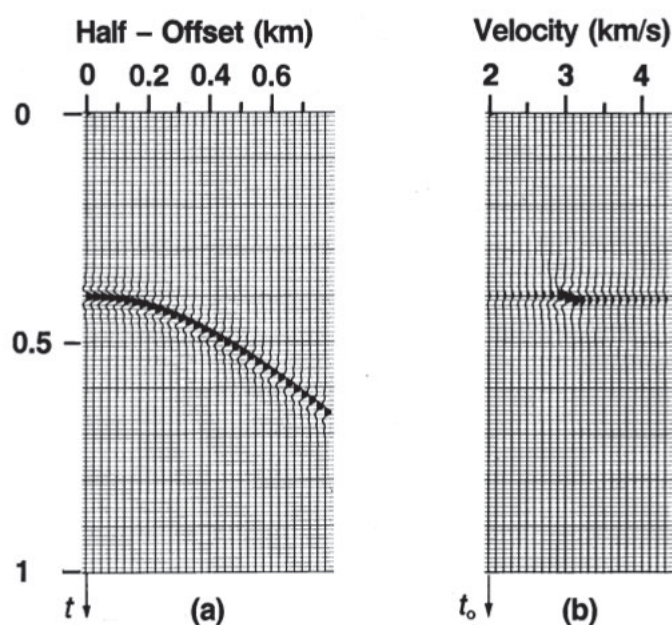 Half – Offset (km)
0 0.2 0.4 0.6
0
0.5
1
t
(a)
Velocity (km/s)
2 3 4
t₀
(b)